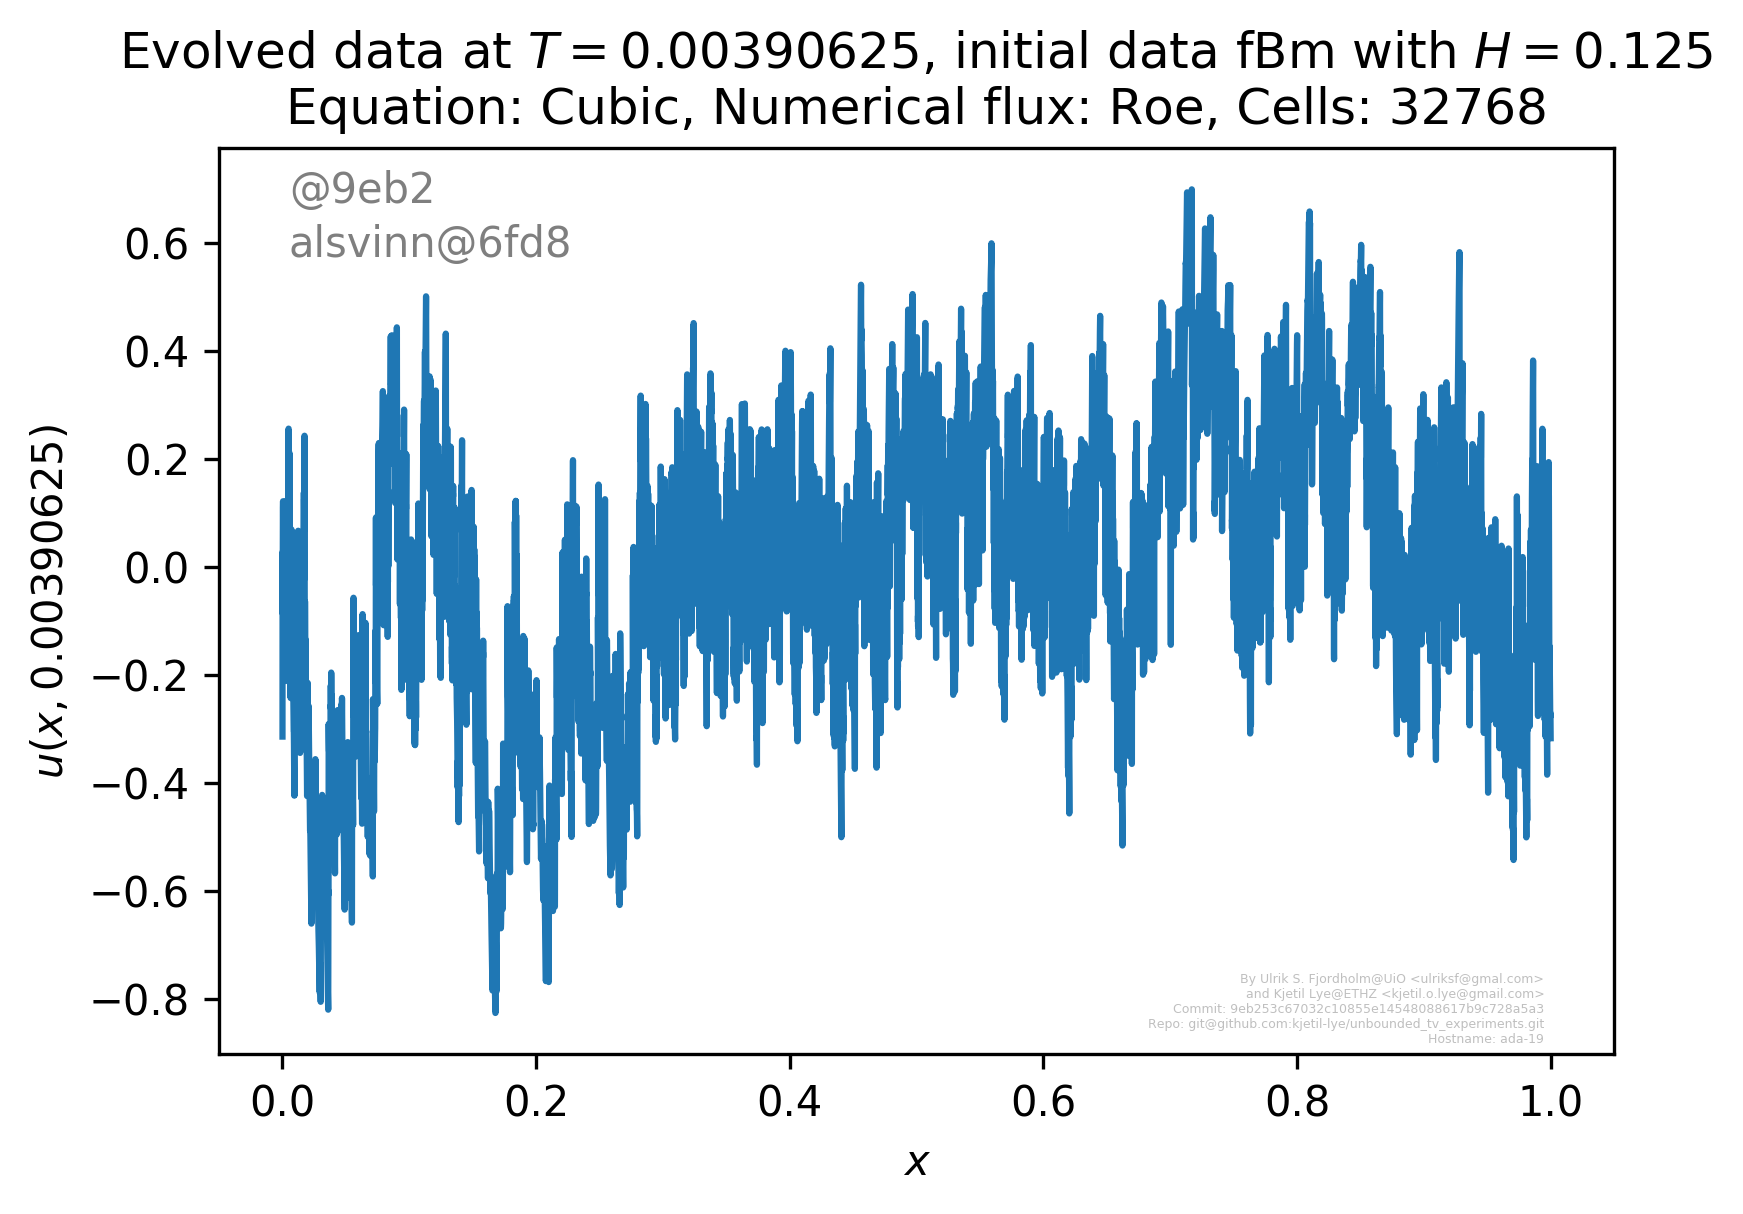 Evolved data at T = 0.00390625, initial data fBm with H = 0.125
Equation: Cubic, Numerical flux: Roe, Cells: 32768
@9eb2
alsvinn@6fd8
0.6
0.4
0.2
0.0
−0.2
−0.4
−0.6
−0.8
u(x, 0.00390625)
By Ulrik S. Fjordholm@UiO <ulriksf@gmal.com>
and Kjetil Lye@ETHZ <kjetil.o.lye@gmail.com>
Commit: 9eb253c67032c10855e14548088617b9c728a5a3
Repo: git@github.com:kjetil-lye/unbounded_tv_experiments.git
Hostname: ada-19
0.0 0.2 0.4 0.6 0.8 1.0
x